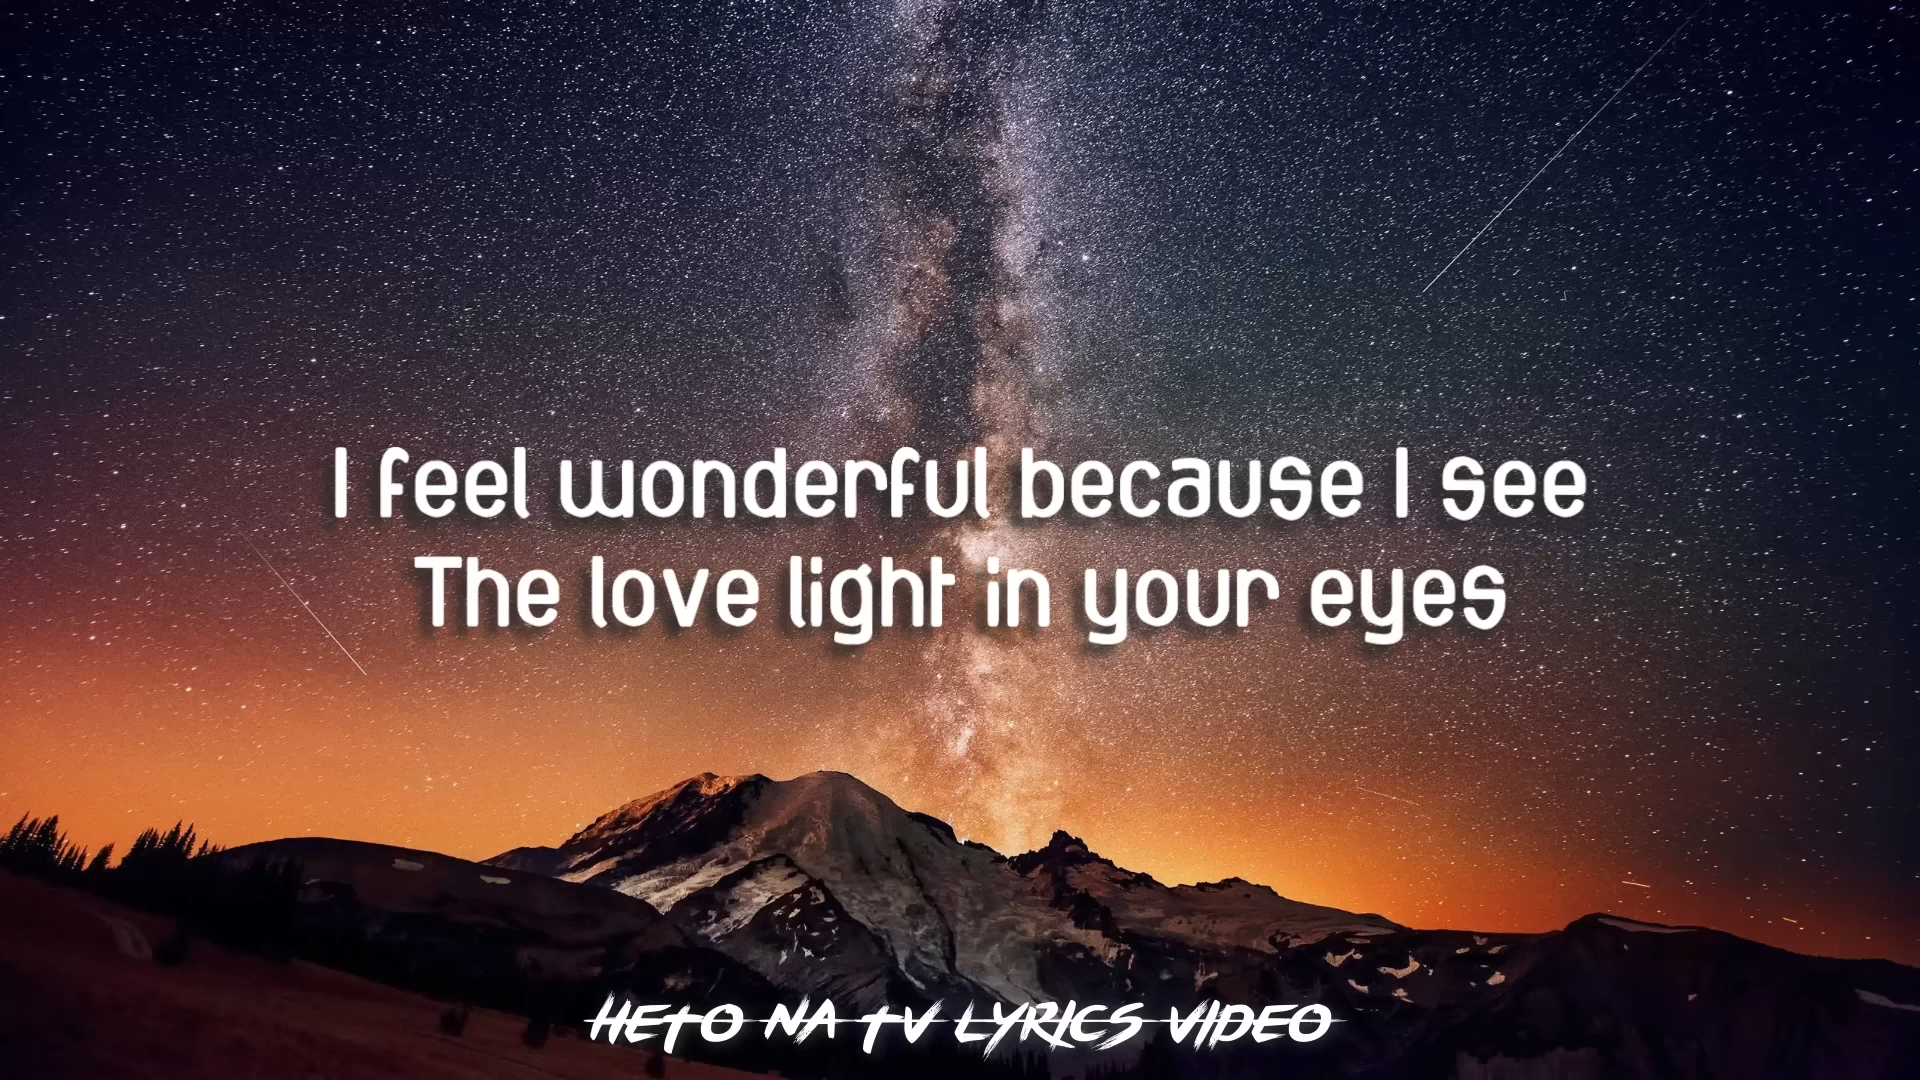 I feel wonderful because I see
The love light in your eyes
HETO NA TV LYRICS VIDEO